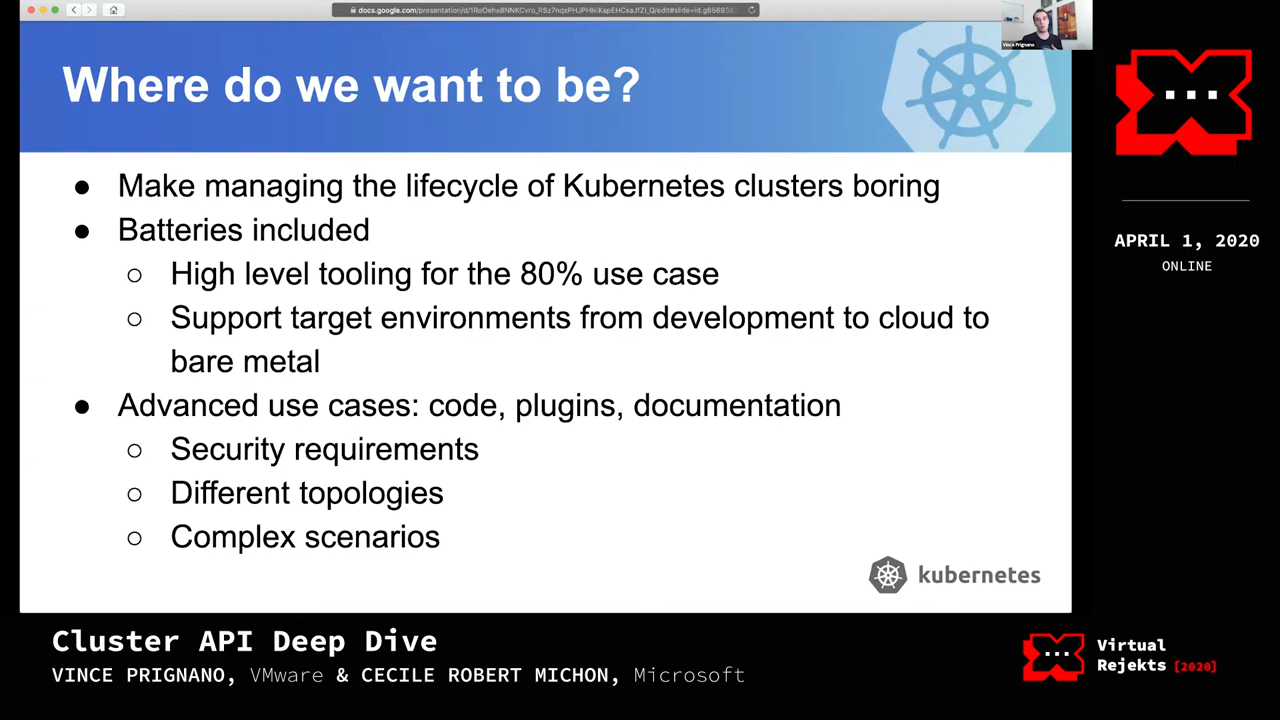 Where do we want to be?
Vince Prignano
● Make managing the lifecycle of Kubernetes clusters boring
● Batteries included
○ High level tooling for the 80% use case
○ Support target environments from development to cloud to
bare metal
● Advanced use cases: code, plugins, documentation
○ Security requirements
○ Different topologies
○ Complex scenarios
kubernetes
APRIL 1, 2020
ONLINE
Cluster API Deep Dive
VINCE PRIGNANO, VMware & CECILE ROBERT MICHON, Microsoft
Virtual
Rejekts [2020]